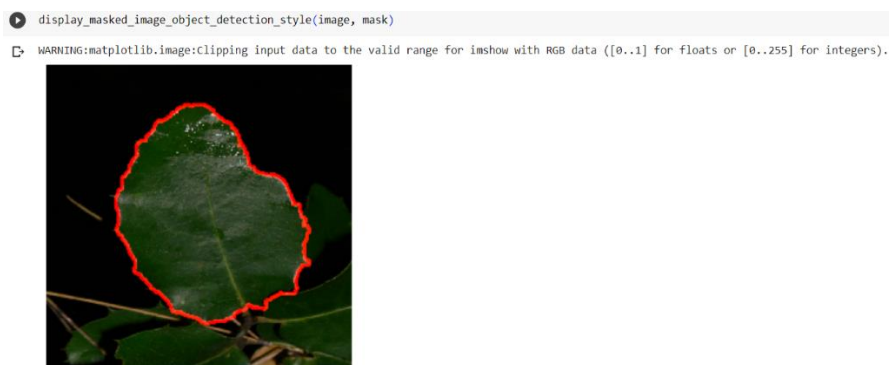 display_masked_image_object_detection_style(image, mask)
WARNING:matplotlib.image:Clipping input data to the valid range for imshow with RGB data ([0..1] for floats or [0..255] for integers).